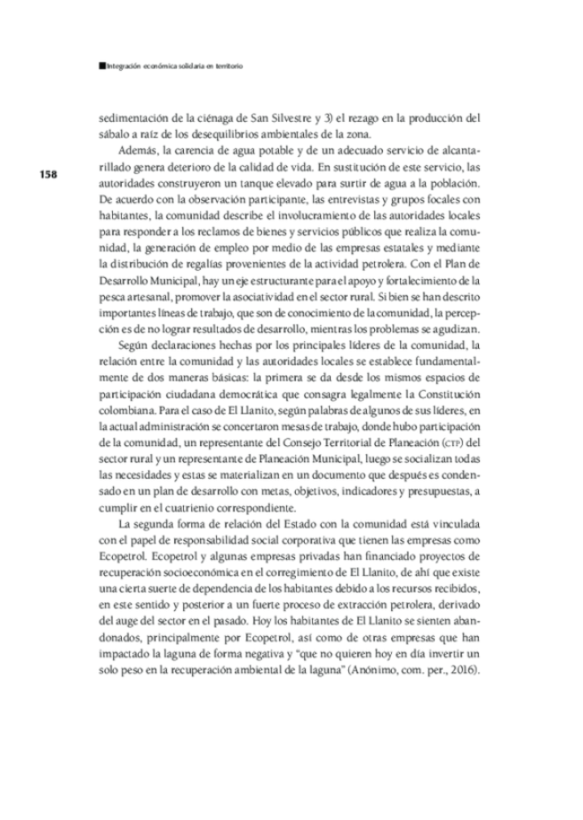 Integración económica solidaria en territorio
sedimentación de la ciénaga de San Silvestre y 3) el rezago en la producción del
sábalo a raíz de los desequilibrios ambientales de la zona.
Además, la carencia de agua potable y de un adecuado servicio de alcanta-
158
rillado genera deterioro de la calidad de vida. En sustitución de este servicio, las
autoridades construyeron un tanque elevado para surtir de agua a la población.
De acuerdo con la observación participante, las entrevistas y grupos focales con
habitantes, la comunidad describe el involucramiento de las autoridades locales
para responder a los reclamos de bienes y servicios públicos que realiza la comu-
nidad, la generación de empleo por medio de las empresas estatales y mediante
la distribución de regalías provenientes de la actividad petrolera. Con el Plan de
Desarrollo Municipal, hay un eje estructurante para el apoyo y fortalecimiento de la
pesca artesanal, promover la asociatividad en el sector rural. Si bien se han descrito
importantes líneas de trabajo, que son de conocimiento de la comunidad, la percep-
ción es de no lograr resultados de desarrollo, mientras los problemas se agudizan.
Según declaraciones hechas por los principales líderes de la comunidad, la
relación entre la comunidad y las autoridades locales se establece fundamental-
mente de dos maneras básicas: la primera se da desde los mismos espacios de
participación ciudadana democrática que consagra legalmente la Constitución
colombiana. Para el caso de El Llanito, según palabras de algunos de sus líderes, en
la actual administración se concertaron mesas de trabajo, donde hubo participación
de la comunidad, un representante del Consejo Territorial de Planeación (CTP) del
sector rural y un representante de Planeación Municipal, luego se socializan todas
las necesidades y estas se materializan en un documento que después es conden-
sado en un plan de desarrollo con metas, objetivos, indicadores y presupuestas, a
cumplir en el cuatrienio correspondiente.
La segunda forma de relación del Estado con la comunidad está vinculada
con el papel de responsabilidad social corporativa que tienen las empresas como
Ecopetrol. Ecopetrol y algunas empresas privadas han financiado proyectos de
recuperación socioeconómica en el corregimiento de El Llanito, de ahí que existe
una cierta suerte de dependencia de los habitantes debido a los recursos recibidos,
en este sentido y posterior a un fuerte proceso de extracción petrolera, derivado
del auge del sector en el pasado. Hoy los habitantes de El Llanito se sienten aban-
donados, principalmente por Ecopetrol, así como de otras empresas que han
impactado la laguna de forma negativa y “que no quieren hoy en día invertir un
solo peso en la recuperación ambiental de la laguna” (Anónimo, com. per., 2016).